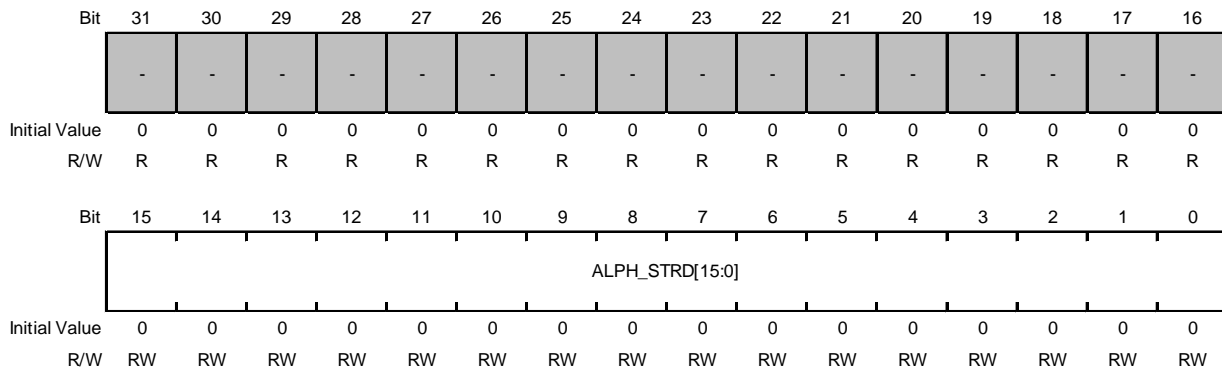 Bit 31 30 29 28 27 26 25 24 23 22 21 20 19 18 17 16
- - - - - - - - - - - - - - - -
Initial Value 0 0 0 0 0 0 0 0 0 0 0 0 0 0 0 0
R/W R R R R R R R R R R R R R R R R
Bit 15 14 13 12 11 10 9 8 7 6 5 4 3 2 1 0
ALPH_STRD[15:0]
Initial Value 0 0 0 0 0 0 0 0 0 0 0 0 0 0 0 0
R/W RW RW RW RW RW RW RW RW RW RW RW RW RW RW RW RW